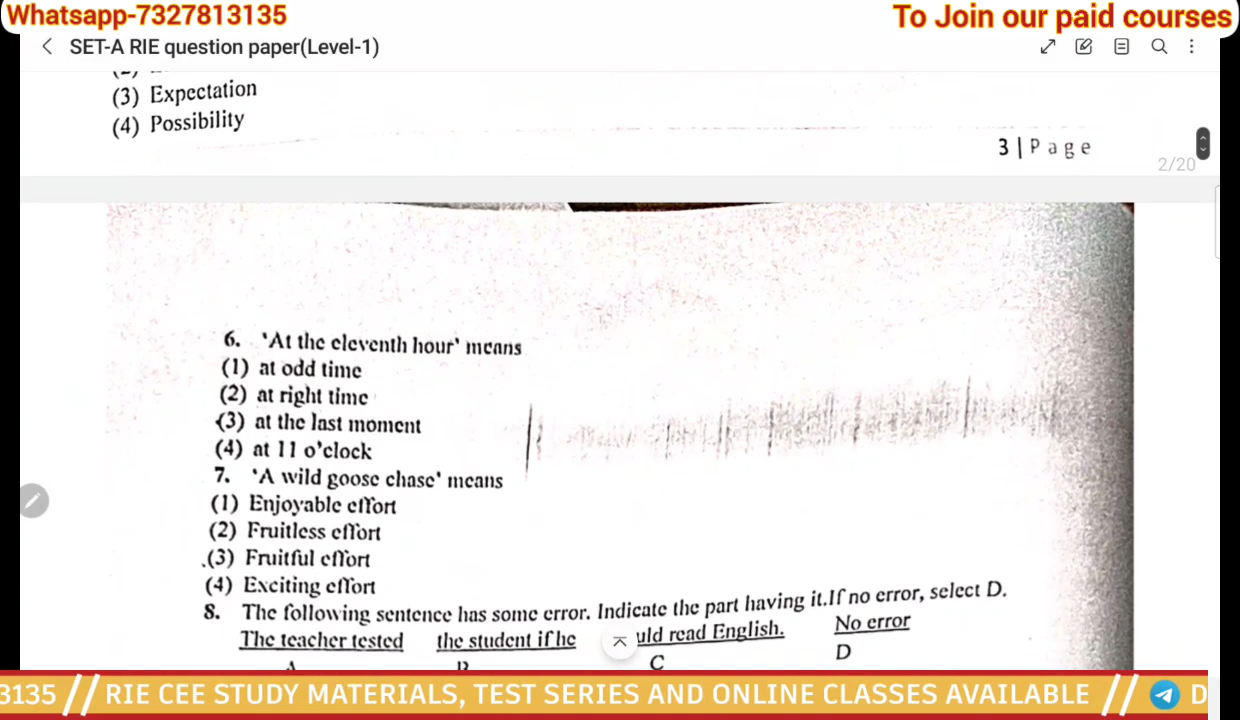 Whatsapp-7327813135
To Join our paid courses
SET-A RIE question paper(Level-1)
(3) Expectation
(4) Possibility
3 | P a g e
2/20
6. 'At the eleventh hour' means
(1) at odd time
(2) at right time
(3) at the last moment
(4) at 11 o'clock
7. 'A wild goose chase' means
(1) Enjoyable effort
(2) Fruitless effort
(3) Fruitful effort
(4) Exciting effort
8. The following sentence has some error. Indicate the part having it.If no error, select D.
The teacher tested the student if he uld read English. No error
C D
3135 // RIE CEE STUDY MATERIALS, TEST SERIES AND ONLINE CLASSES AVAILABLE // D